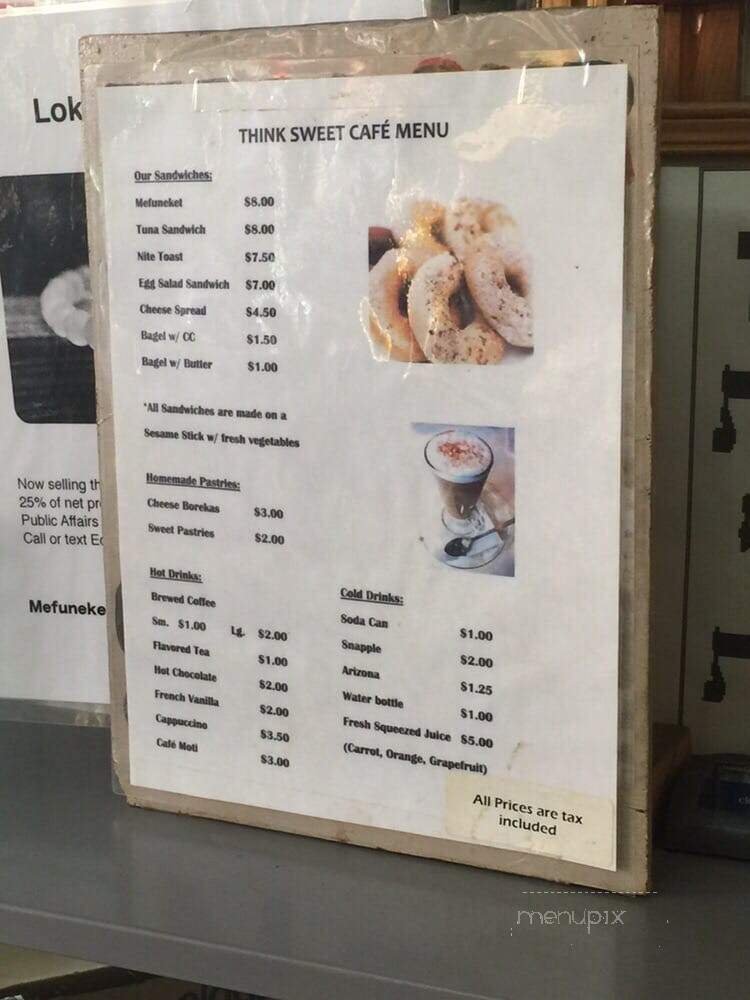 Lok
THINK SWEET CAFÉ MENU
Our Sandwiches:
Mefuneket $8.00
Tuna Sandwich $8.00
Nite Toast $7.50
Egg Salad Sandwich $7.00
Cheese Spread $4.50
Bagel w/ CC $1.50
Bagel w/ Butter $1.00
*All Sandwiches are made on a
Sesame Stick w/ fresh vegetables
Homemade Pastries:
Cheese Borekas $3.00
Sweet Pastries $2.00
Hot Drinks:
Brewed Coffee
Sm. $1.00 Lg. $2.00
Flavored Tea $1.00
Hot Chocolate $2.00
French Vanilla $2.00
Cappuccino $3.50
Café Moti $3.00
Cold Drinks:
Soda Can $1.00
Snapple $2.00
Arizona $1.25
Water bottle $1.00
Fresh Squeezed Juice $5.00
(Carrot, Orange, Grapefruit)
All Prices are tax
included
Now selling th
25% of net pr
Public Affairs
Call or text Ec
Mefuneke
menupix